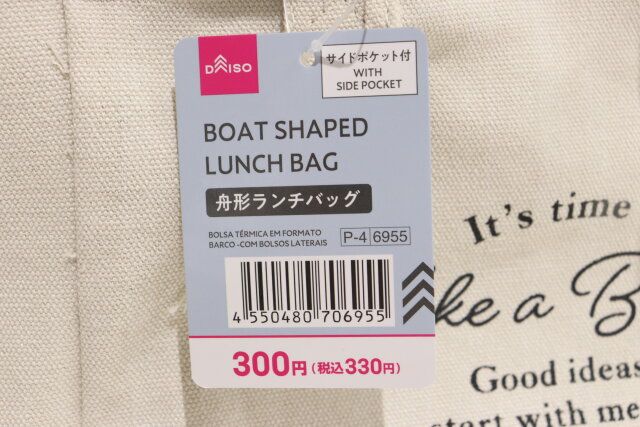 DAISO
サイドポケット付
WITH
SIDE POCKET
BOAT SHAPED
LUNCH BAG
舟形ランチバッグ
BOLSA TÉRMICA EM FORMATO
BARCO -COM BOLSOS LATERAIS
P-4 6955
4 550480 706955
300円(税込330円)
It's time
ke a B
Good ideas
start with me